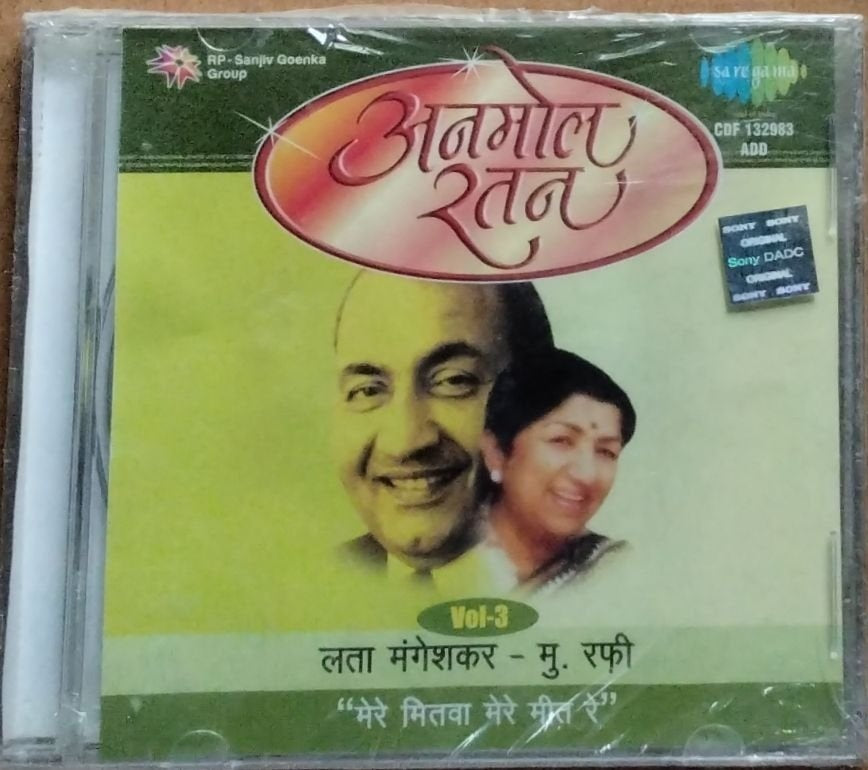 RP - Sanjiv Goenka
Group
sa re ga ma
CDF 132983
ADD
अनमोल
रतन
SONY SONY
ORIGINAL
Sony DADC
ORIGINAL
SONY SONY
Vol-3
लता मंगेशकर - मु. रफ़ी
“मेरे मितवा मेरे मीत रे”